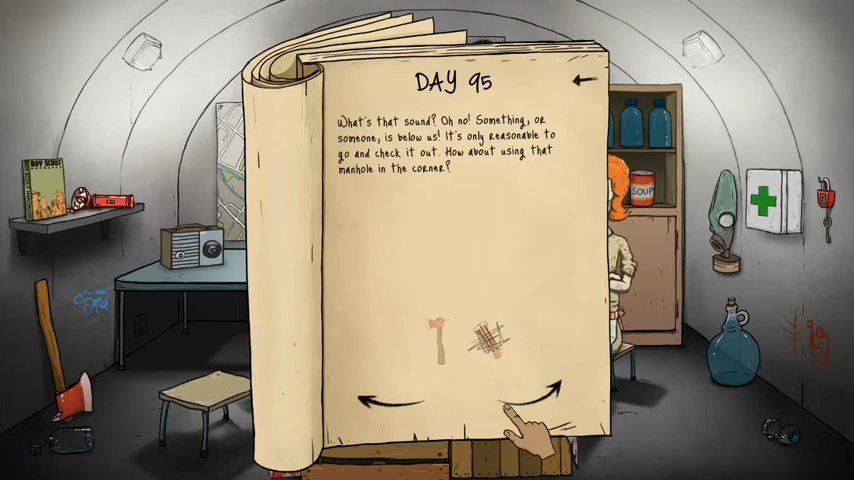 DAY 95
What's that sound? Oh no! Something, or
someone, is below us! It's only reasonable to
go and check it out. How about using that
manhole in the corner?
BOY SCOUT
SOUP